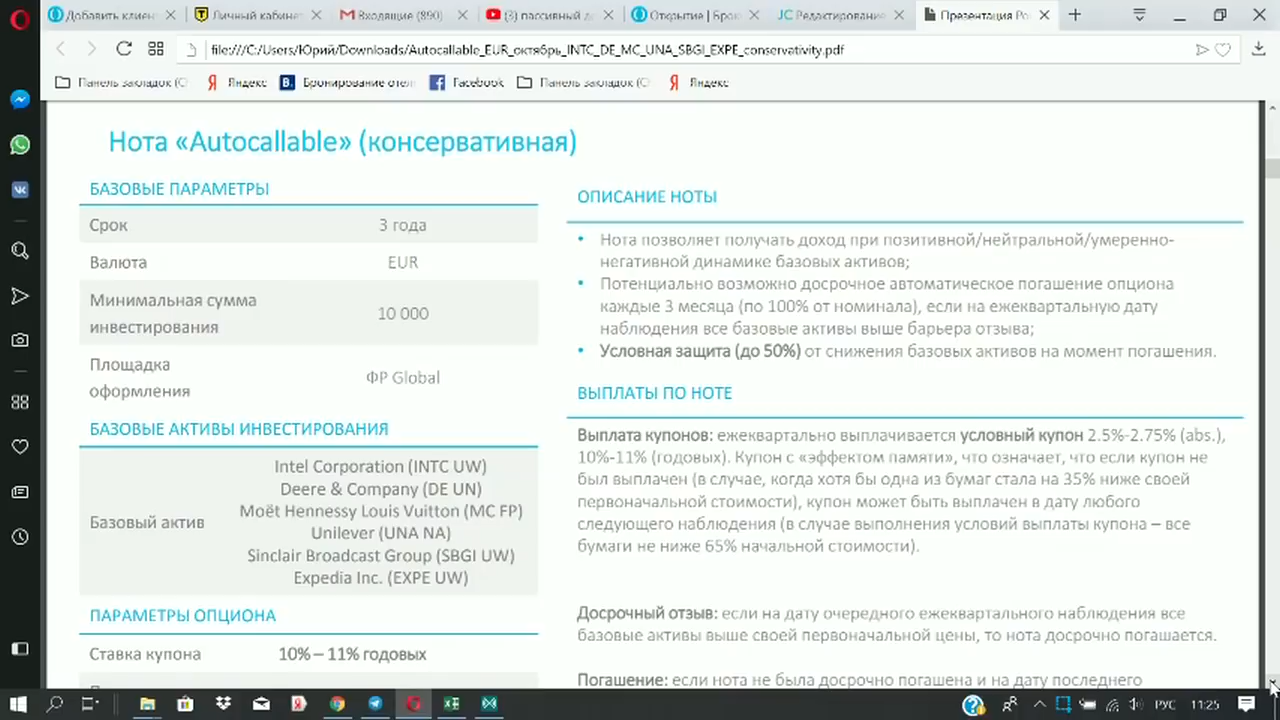 Добавить клиен
Личный кабинет
Входящие (890)
(3) пассивный д
Открытие | Брок
JC Редактирование
Презентация Po
file:///C:/Users/Юрий/Downloads/Autocallable_EUR_октябрь_INTC_DE_MC_UNA_SBGI_EXPE_conservativity.pdf
Панель закладок (С
Яндекс
Бронирование отел
Facebook
Панель закладок (С
Яндекс
Нота «Autocallable» (консервативная)
БАЗОВЫЕ ПАРАМЕТРЫ
Срок 3 года
Валюта EUR
Минимальная сумма
инвестирования
10 000
Площадка
оформления
ФР Global
БАЗОВЫЕ АКТИВЫ ИНВЕСТИРОВАНИЯ
Базовый актив
Intel Corporation (INTC UW)
Deere & Company (DE UN)
Moët Hennessy Louis Vuitton (MC FP)
Unilever (UNA NA)
Sinclair Broadcast Group (SBGI UW)
Expedia Inc. (EXPE UW)
ПАРАМЕТРЫ ОПЦИОНА
Ставка купона 10% – 11% годовых
ОПИСАНИЕ НОТЫ
• Нота позволяет получать доход при позитивной/нейтральной/умеренно-
негативной динамике базовых активов;
• Потенциально возможно досрочное автоматическое погашение опциона
каждые 3 месяца (по 100% от номинала), если на ежеквартальную дату
наблюдения все базовые активы выше барьера отзыва;
• Условная защита (до 50%) от снижения базовых активов на момент погашения.
ВЫПЛАТЫ ПО НОТЕ
Выплата купонов: ежеквартально выплачивается условный купон 2.5%-2.75% (abs.),
10%-11% (годовых). Купон с «эффектом памяти», что означает, что если купон не
был выплачен (в случае, когда хотя бы одна из бумаг стала на 35% ниже своей
первоначальной стоимости), купон может быть выплачен в дату любого
следующего наблюдения (в случае выполнения условий выплаты купона – все
бумаги не ниже 65% начальной стоимости).
Досрочный отзыв: если на дату очередного ежеквартального наблюдения все
базовые активы выше своей первоначальной цены, то нота досрочно погашается.
Погашение: если нота не была досрочно погашена и на дату последнего
РУС
11:25